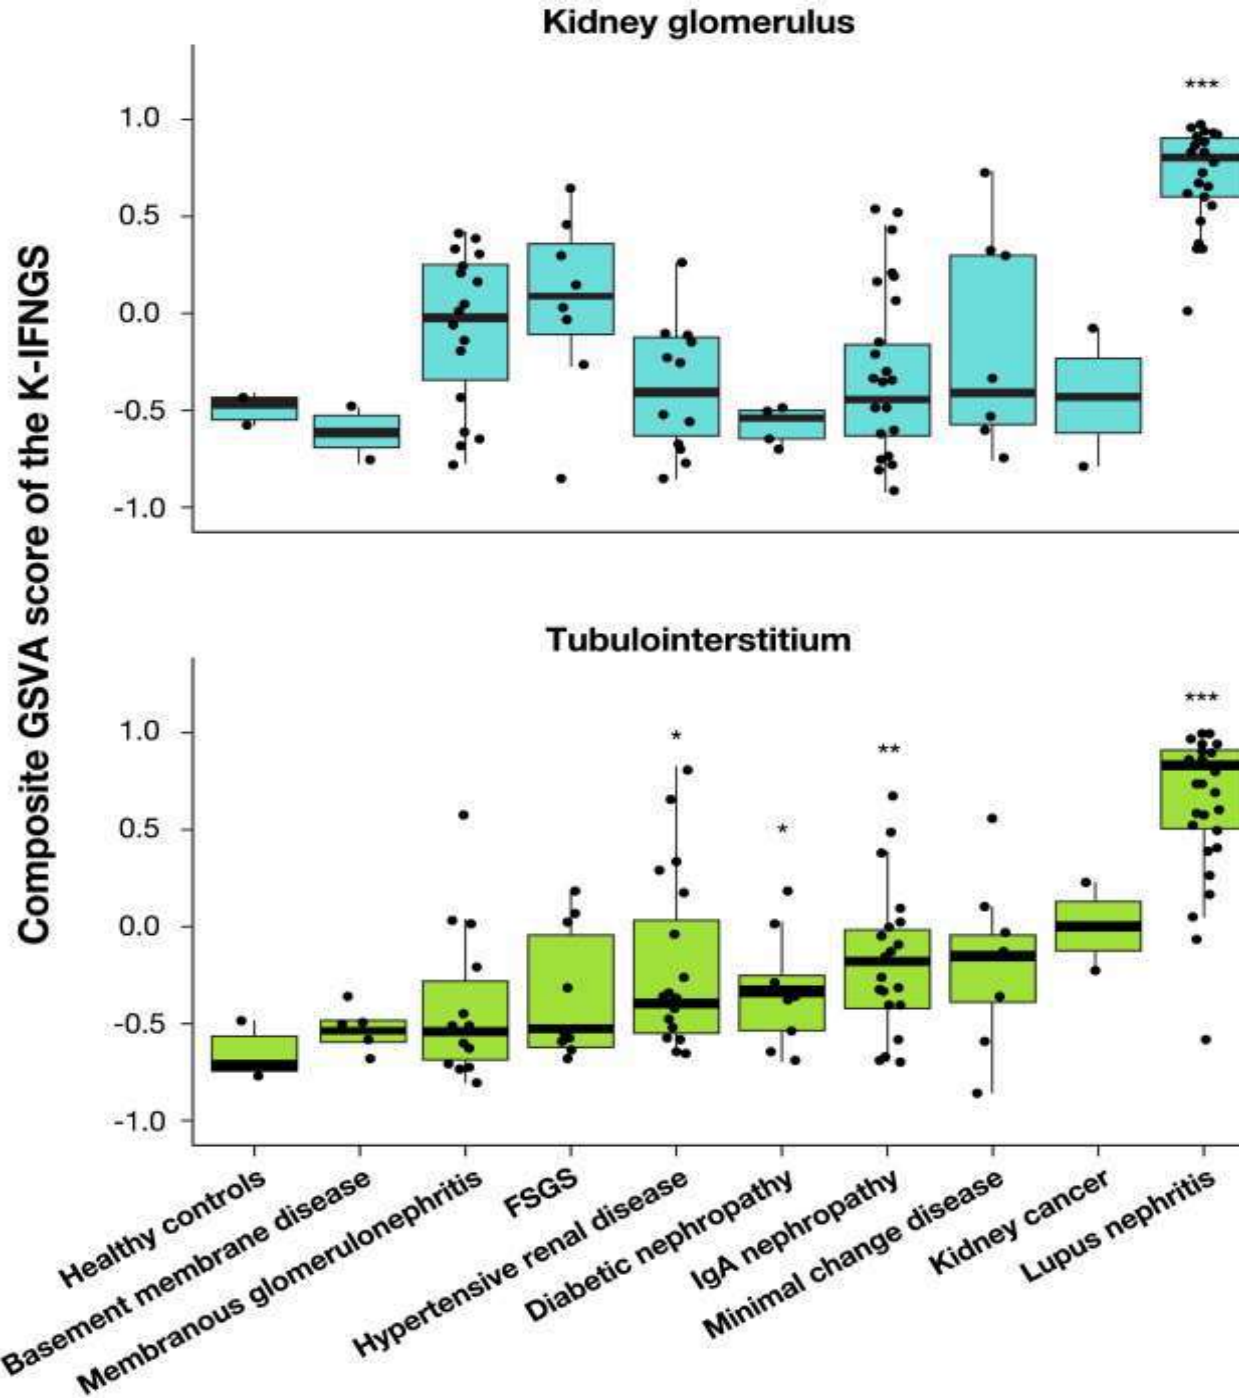 Kidney glomerulus
***
1.0
0.5
0.0
-0.5
-1.0
Composite GSVA score of the K-IFNGS
Tubulointerstitium
***
*
**
*
1.0
0.5
0.0
-0.5
-1.0
Healthy controls
Basement membrane disease
Membranous glomerulonephritis
FSGS
Hypertensive renal disease
Diabetic nephropathy
IgA nephropathy
Minimal change disease
Kidney cancer
Lupus nephritis